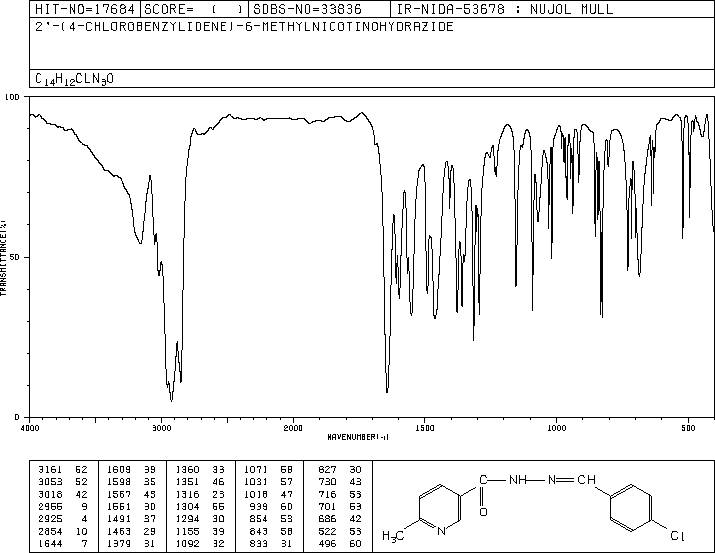 HIT-NO=17684 SCORE= ( ) SDBS-NO=33836 IR-NIDA-53678 : NUJOL MULL
2'-(4-CHLOROBENZYLIDENE)-6-METHYLNICOTINOHYDRAZIDE
C14H12CLN3O
100
50
0
TRANSMITTANCE(%)
4000 3000 2000 1500 1000 500
WAVENUMBER(-1)
3161 52 1609 39 1360 33 1071 58 827 30
3053 52 1598 35 1351 46 1031 57 730 43
3018 42 1567 45 1316 23 1018 47 716 53
2955 9 1551 30 1304 55 939 60 701 53
2925 4 1491 37 1294 30 854 53 686 42
2854 10 1463 29 1155 39 843 58 522 53
1644 7 1379 31 1092 32 833 31 496 60
C NH N CH
O
H3C N Cl